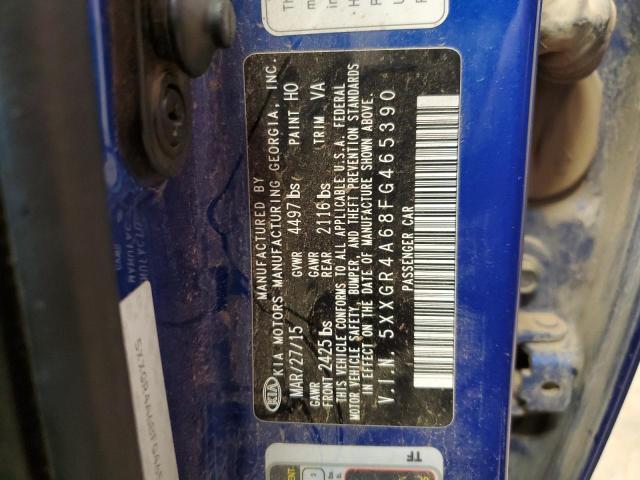 KIA
MANUFACTURED BY
KIA MOTORS MANUFACTURING GEORGIA, INC.
MAR/27/15 GVWR 4497 lbs PAINT HO
GAWR FRONT 2425 lbs GAWR REAR 2116 lbs TRIM VA
THIS VEHICLE CONFORMS TO ALL APPLICABLE U.S.A. FEDERAL
MOTOR VEHICLE SAFETY, BUMPER, AND THEFT PREVENTION STANDARDS
IN EFFECT ON THE DATE OF MANUFACTURE SHOWN ABOVE.
V.I.N. 5XXGR4A68FG465390
PASSENGER CAR
TF